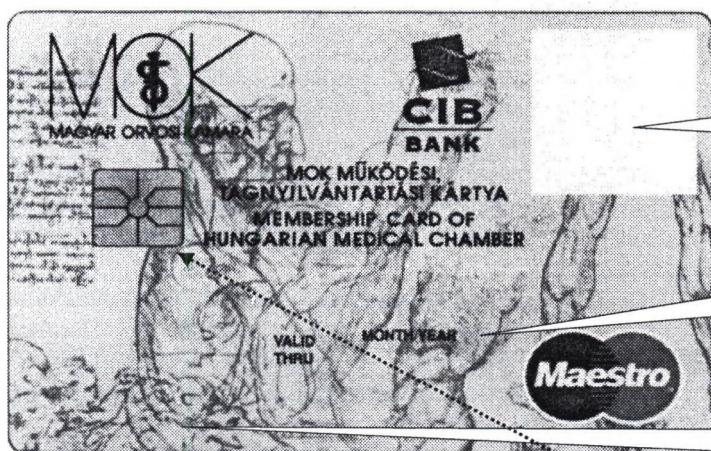 MOK
MAGYAR ORVOSI KAMARA
CIB
BANK
MOK MŰKÖDÉSI,
TAGNYILVÁNTARTÁSI KÁRTYA
MEMBERSHIP CARD OF
HUNGARIAN MEDICAL CHAMBER
VALID
THRU
MONTH/YEAR
Maestro